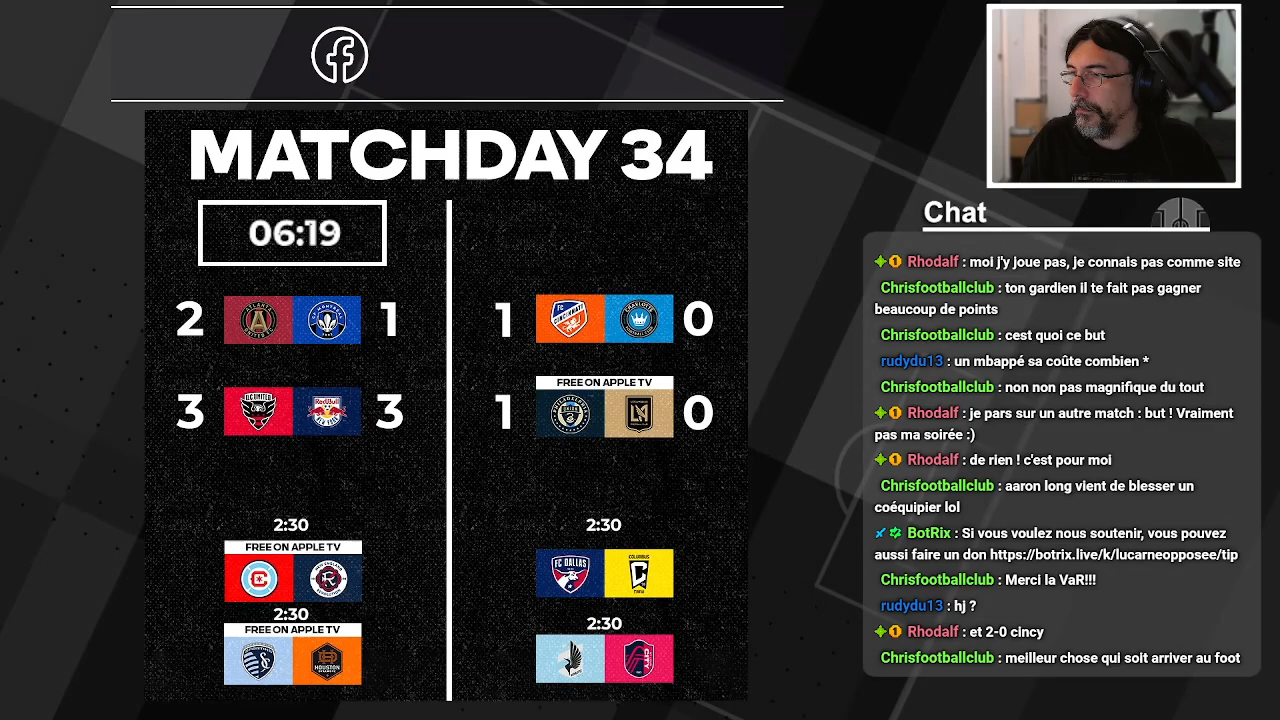 MATCHDAY 34
06:19
2 1
1 0
FREE ON APPLE TV
3 3
1 0
2:30
FREE ON APPLE TV
2:30
FREE ON APPLE TV
2:30
2:30
Chat
Rhodalf : moi j'y joue pas, je connais pas comme site
Chrisfootballclub : ton gardien il te fait pas gagner
beaucoup de points
Chrisfootballclub : cest quoi ce but
rudydu13 : un mbappé sa coûte combien *
Chrisfootballclub : non non pas magnifique du tout
Rhodalf : je pars sur un autre match : but ! Vraiment
pas ma soirée :)
Rhodalf : de rien ! c'est pour moi
Chrisfootballclub : aaron long vient de blesser un
coéquipier lol
BotRix : Si vous voulez nous soutenir, vous pouvez
aussi faire un don https://botrix.live/k/lucarneopposee/tip
Chrisfootballclub : Merci la VaR!!!
rudydu13 : hj ?
Rhodalf : et 2-0 cincy
Chrisfootballclub : meilleur chose qui soit arriver au foot